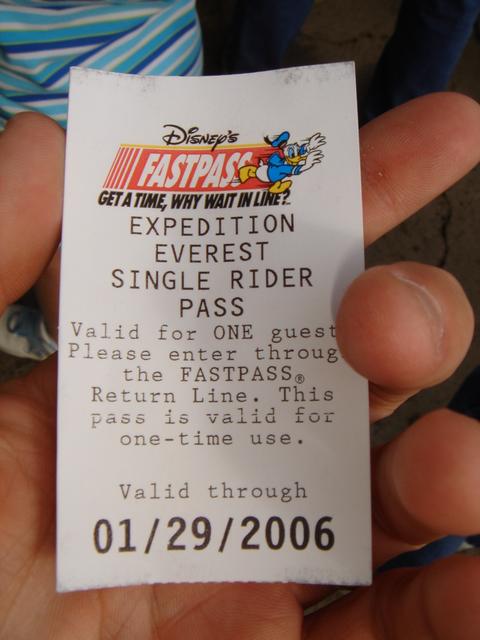 Disney's
FASTPASS
GET A TIME, WHY WAIT IN LINE?
EXPEDITION
EVEREST
SINGLE RIDER
PASS
Valid for ONE guest
Please enter throug
the FASTPASS®
Return Line. This
pass is valid for
one-time use.
Valid through
01/29/2006